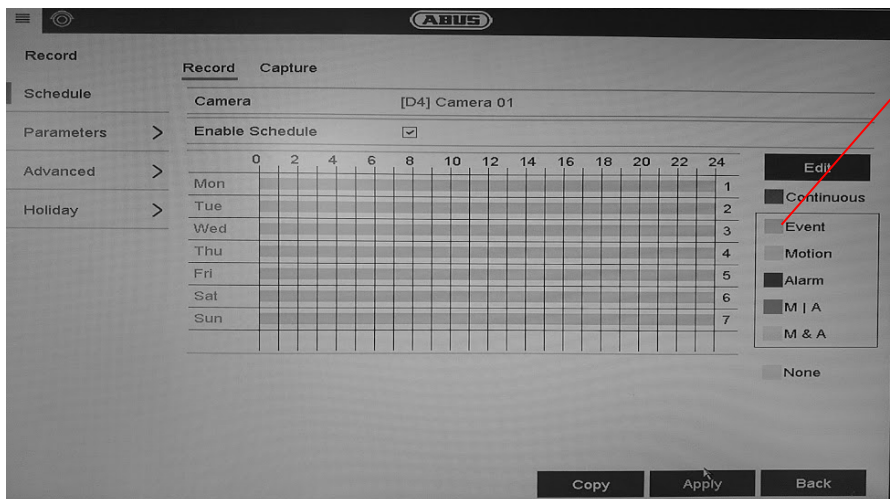 ABUS
Record
Record Capture
Schedule
Camera [D4] Camera 01
Parameters >
Enable Schedule
0 2 4 6 8 10 12 14 16 18 20 22 24
Edit
Advanced >
Mon 1
Continuous
Tue 2
Holiday >
Wed 3
Event
Thu 4
Motion
Fri 5
Alarm
Sat 6
M | A
Sun 7
M & A
None
Copy Apply Back